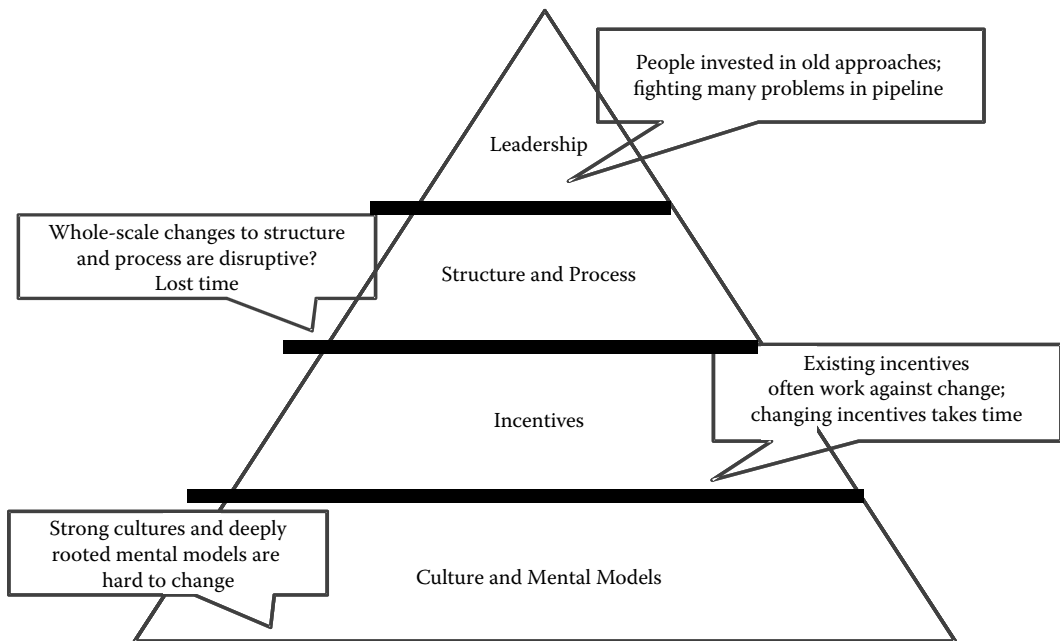 People invested in old approaches;
fighting many problems in pipeline
Leadership
Whole-scale changes to structure
and process are disruptive?
Lost time
Structure and Process
Existing incentives
often work against change;
changing incentives takes time
Incentives
Strong cultures and deeply
rooted mental models are
hard to change
Culture and Mental Models